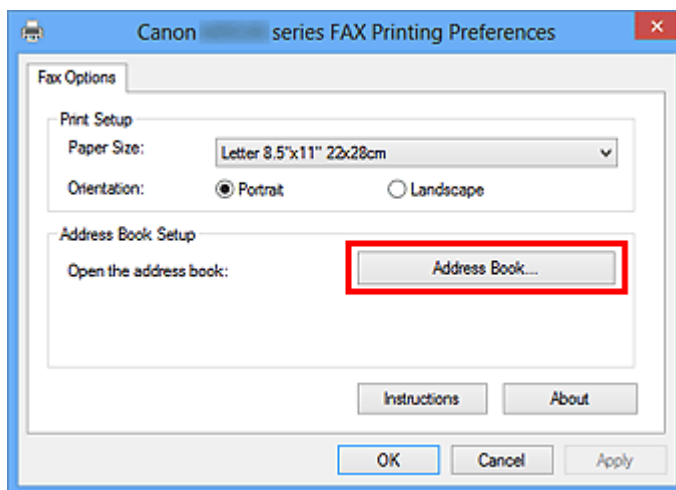 Canon series FAX Printing Preferences
Fax Options
Print Setup
Paper Size: Letter 8.5"x11" 22x28cm
Orientation: Portrait Landscape
Address Book Setup
Open the address book: Address Book...
Instructions About
OK Cancel Apply